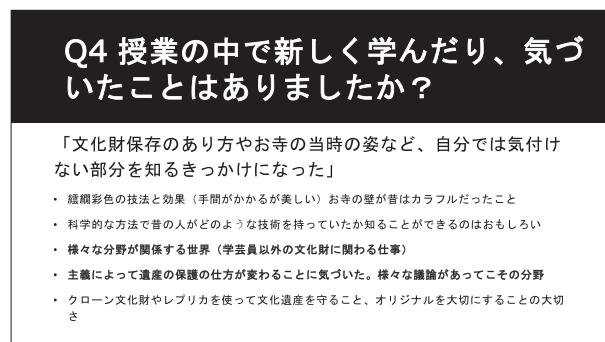 Q4 授業の中で新しく学んだり、気づ
いたことはありましたか？
「文化財保存のあり方やお寺の当時の姿など、自分では気付け
ない部分を知るきっかけになった」
• 繧繝彩色の技法と効果（手間がかかるが美しい）お寺の壁が昔はカラフルだったこと
• 科学的な方法で昔の人がどのような技術を持っていたか知ることができるのはおもしろい
• 様々な分野が関係する世界（学芸員以外の文化財に関わる仕事）
• 主義によって遺産の保護の仕方が変わることに気づいた。様々な議論があってこその分野
• クローン文化財やレプリカを使って文化遺産を守ること、オリジナルを大切にすることの大切
さ